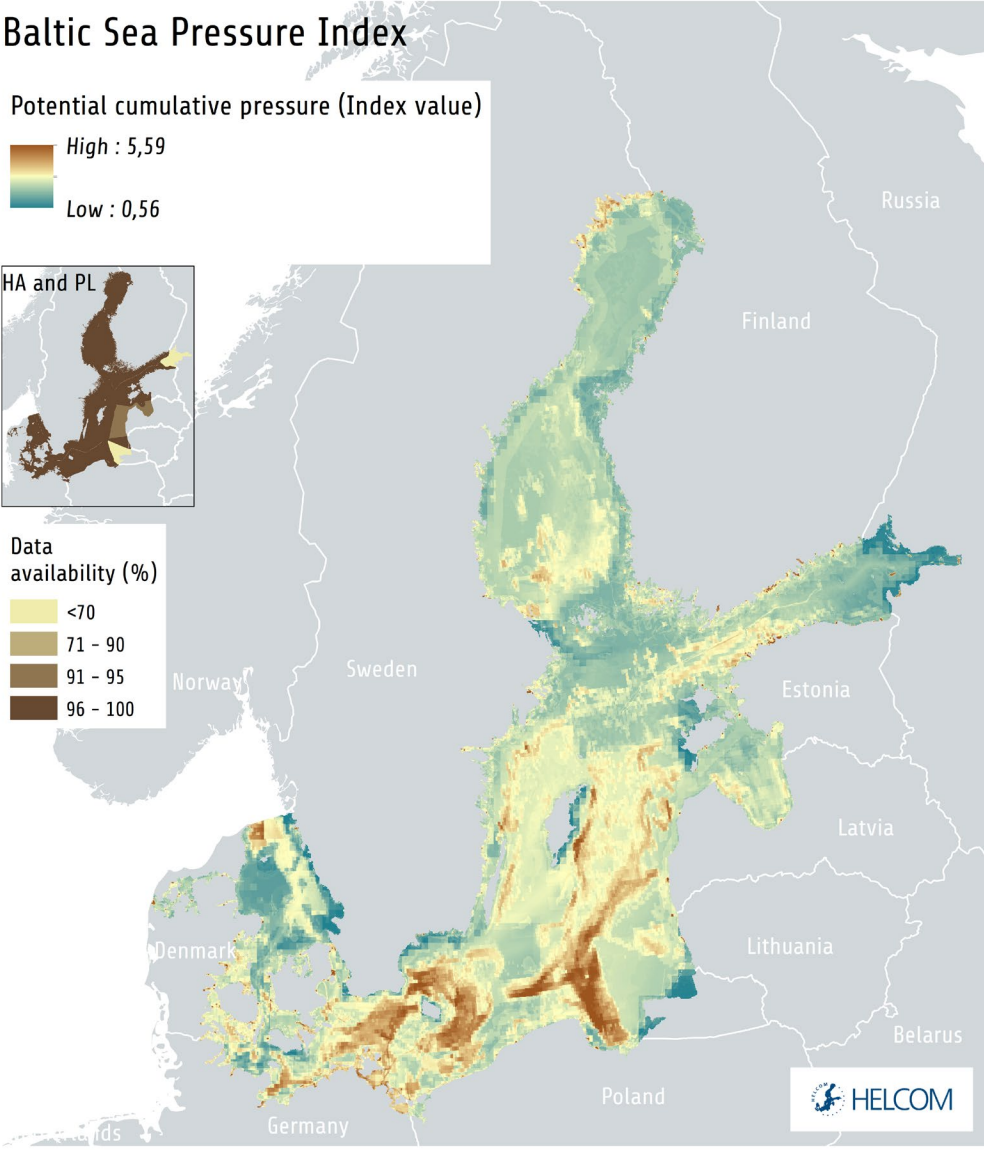 Baltic Sea Pressure Index
Potential cumulative pressure (Index value)
High : 5,59
Low : 0,56
HA and PL
Data
availability (%)
<70
71 - 90
91 - 95
96 - 100
Russia
Finland
Norway
Sweden
Estonia
Latvia
Denmark
Lithuania
Belarus
Poland
Germany
HELCOM